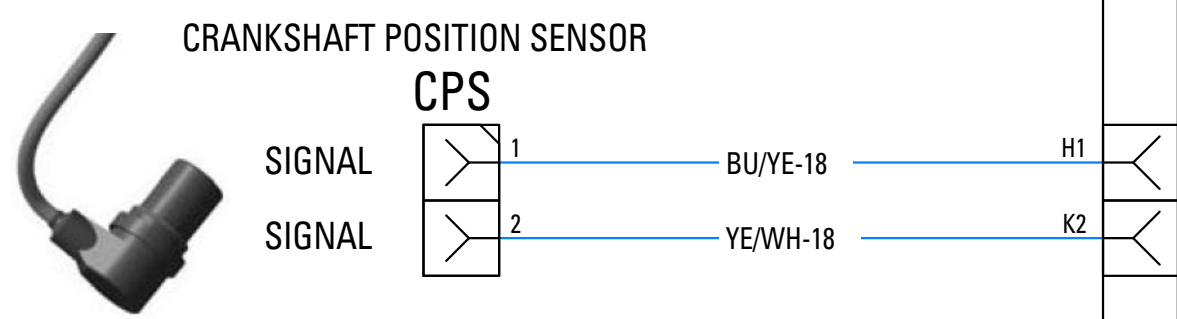 CRANKSHAFT POSITION SENSOR
CPS
SIGNAL 1 BU/YE-18 H1
SIGNAL 2 YE/WH-18 K2